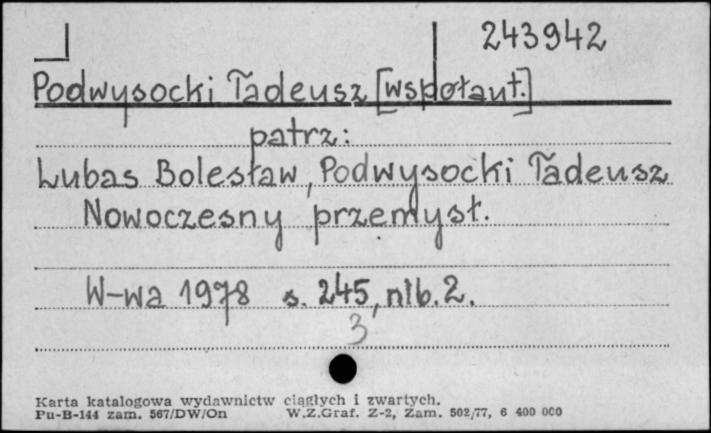 243942
Podwysocki Tadeusz [współaut.]
patrz:
Lubas Bolesław, Podwysocki Tadeusz
Nowoczesny przemysł.
W-wa 1978 s. 245, nlb. 2.
3
Karta katalogowa wydawnictw ciągłych i zwartych.
Pu-B-144 zam. 567/DW/On W.Z.Graf. Z-2, Zam. 502/77, 6 400 000